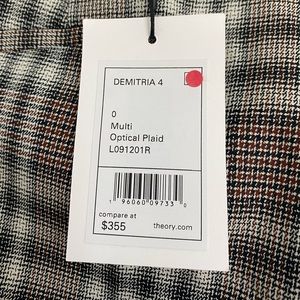 DEMITRIA 4
0
Multi
Optical Plaid
L091201R
1 96060 09733 0
compare at
$355 theory.com